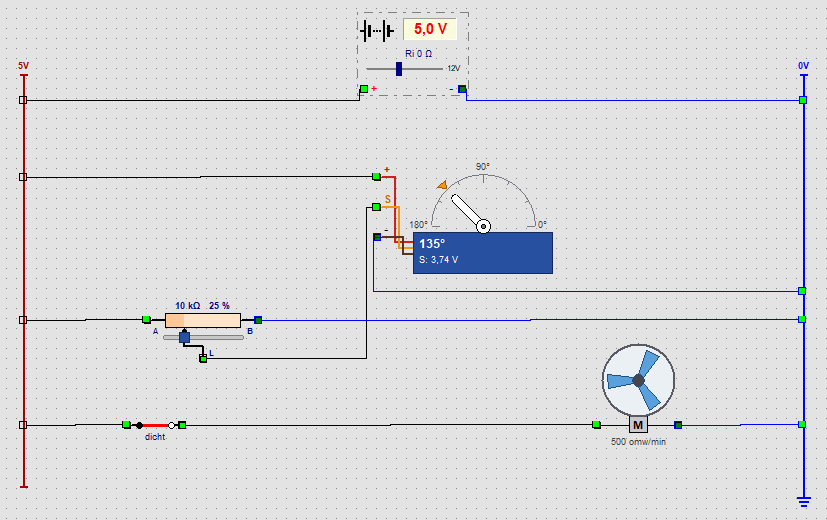 5,0 V
Ri 0 Ω
12V
+ -
5V
0V
+
S
-
90°
180°
0°
135°
S: 3,74 V
10 kΩ 25 %
A
B
L
dicht
M
500 omw/min